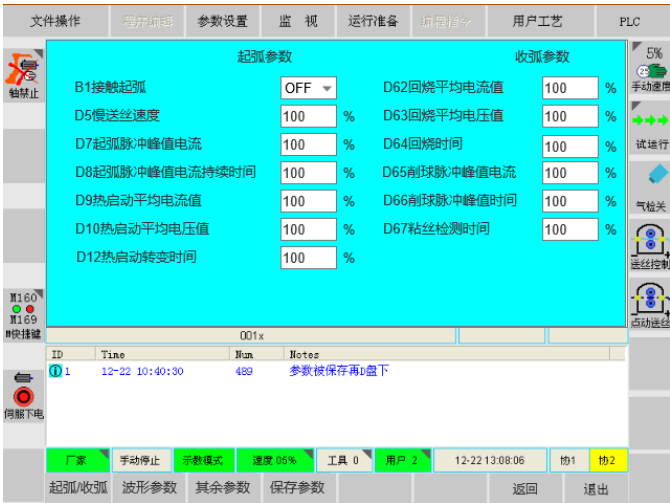 文件操作 程序编辑 参数设置 监 视 运行准备 编程指令 用户工艺 PLC
起弧参数 收弧参数
B1接触起弧 OFF D62回烧平均电流值 100 %
D5慢送丝速度 100 % D63回烧平均电压值 100 %
D7起弧脉冲峰值电流 100 % D64回烧时间 100 %
D8起弧脉冲峰值电流持续时间 100 % D65削球脉冲峰值电流 100 %
D9热启动平均电流值 100 % D66削球脉冲峰值时间 100 %
D10热启动平均电压值 100 % D67粘丝检测时间 100 %
D12热启动转变时间 100 %
轴禁止
M160
M169
M快捷键
伺服下电
5%
手动速度
试运行
气检关
送丝控制
点动送丝
001x
ID Time Num Notes
1 12-22 10:40:30 489 参数被保存再D盘下
厂家 手动停止 示教模式 速度 05% 工具 0 用户 2 12-22 13:08:06 协1 协2
起弧/收弧 波形参数 其余参数 保存参数 返回 退出